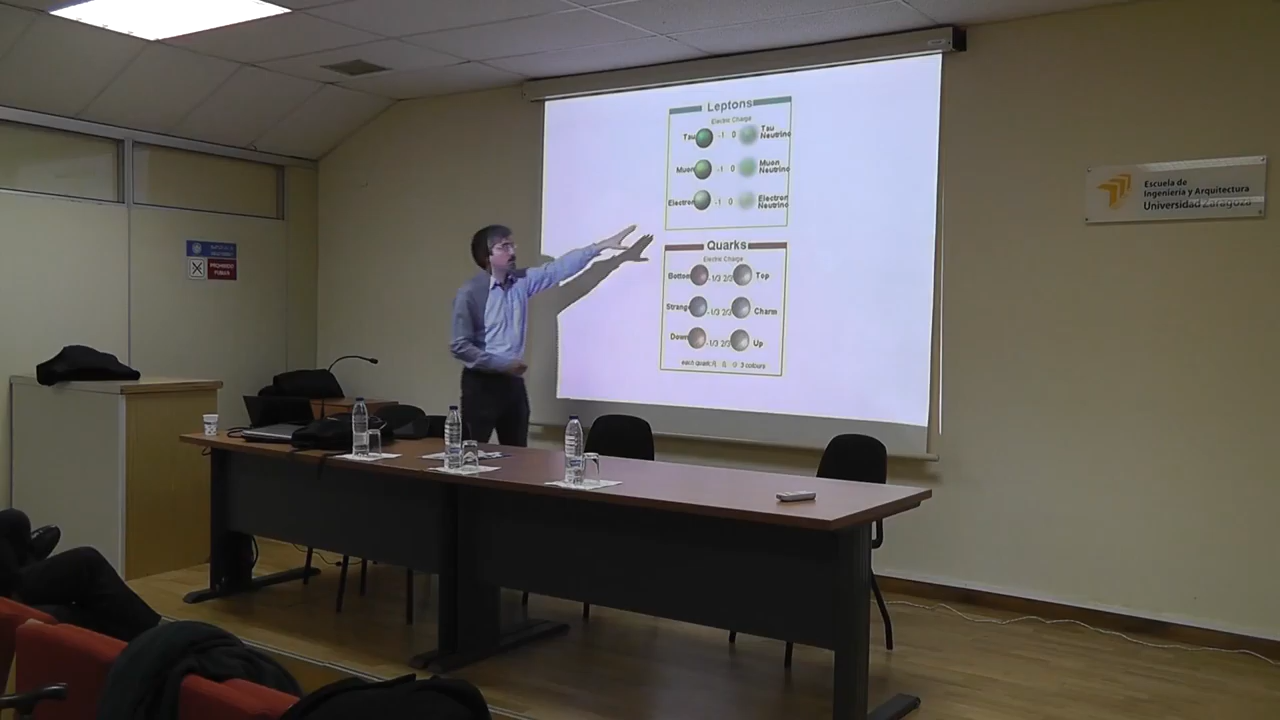 Leptons
Electric Charge
Tau -1 0 Tau
Neutrino
Muon -1 0 Muon
Neutrino
Electron -1 0 Electron
Neutrino
Quarks
Electric Charge
Bottom -1/3 2/3 Top
Strange -1/3 2/3 Charm
Down -1/3 2/3 Up
each quark: 3 colours
Escuela de
Ingeniería y Arquitectura
Universidad Zaragoza
PROHIBIDO